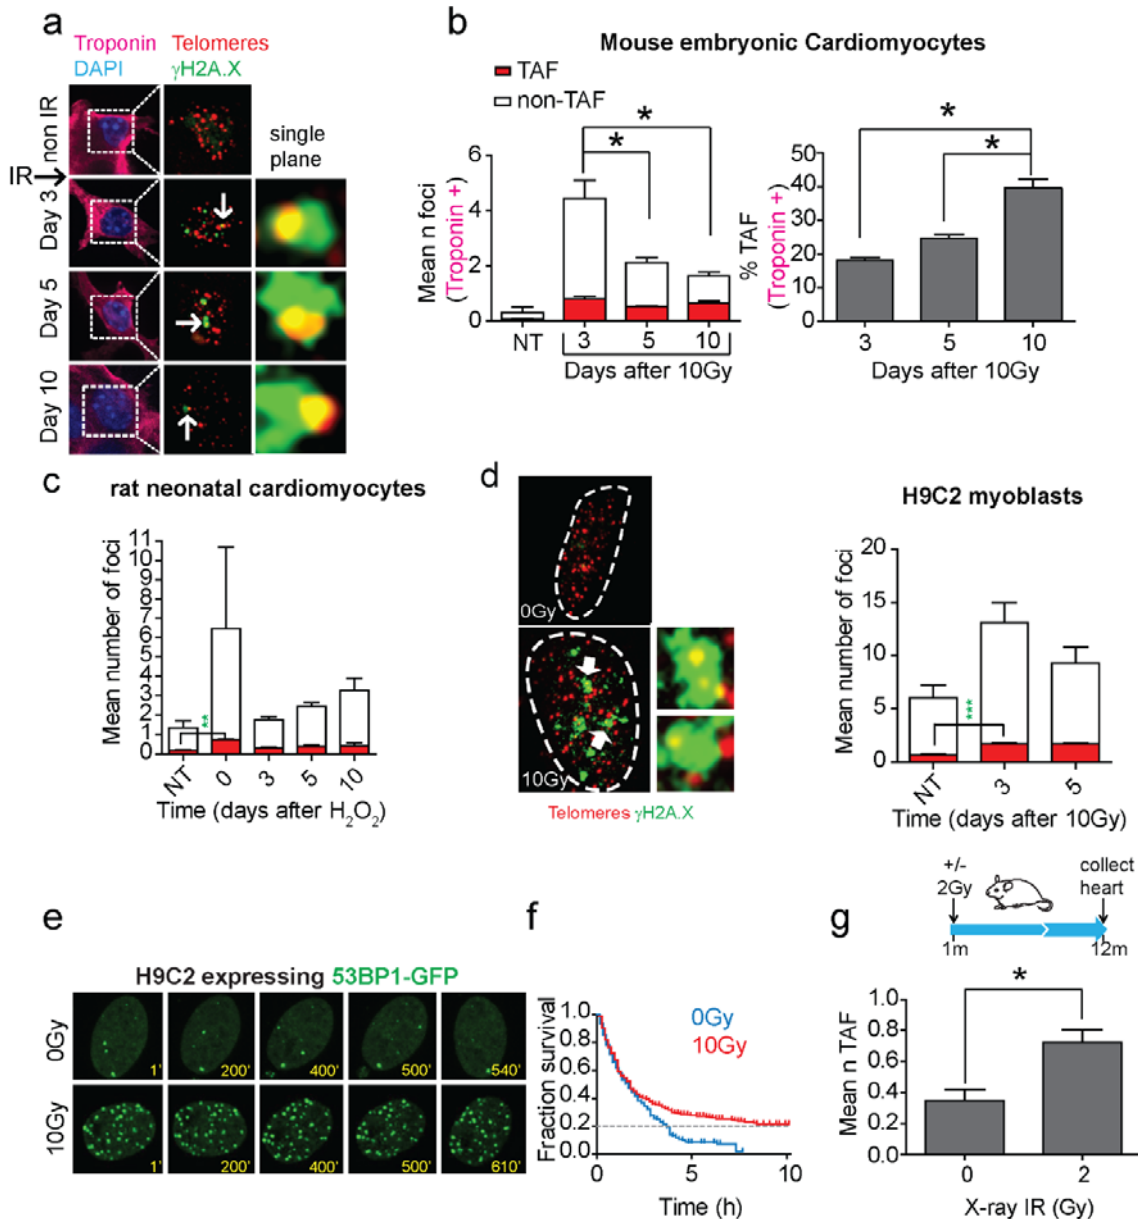 a
Troponin Telomeres
DAPI γH2A.X
non IR
IR
single
plane
Day 3
Day 5
Day 10
b
Mouse embryonic Cardiomyocytes
TAF
non-TAF
*
*
Mean n foci
(Troponin +)
6
4
2
0
NT 3 5 10
Days after 10Gy
*
*
% TAF
(Troponin +)
50
40
30
20
10
0
3 5 10
Days after 10Gy
c
rat neonatal cardiomyocytes
Mean number of foci
11
10
9
8
7
6
5
4
3
2
1
0
**
NT 0 3 5 10
Time (days after H₂O₂)
d
0Gy
10Gy
Telomeres γH2A.X
H9C2 myoblasts
Mean number of foci
20
15
10
5
0
***
NT 3 5
Time (days after 10Gy)
e
H9C2 expressing 53BP1-GFP
0Gy
1' 200' 400' 500' 540'
10Gy
1' 200' 400' 500' 610'
f
Fraction survival
1.0
0.8
0.6
0.4
0.2
0.0
0Gy
10Gy
0 5 10
Time (h)
g
+/- collect
2Gy heart
1m 12m
*
Mean n TAF
1.0
0.8
0.6
0.4
0.2
0.0
0 2
X-ray IR (Gy)